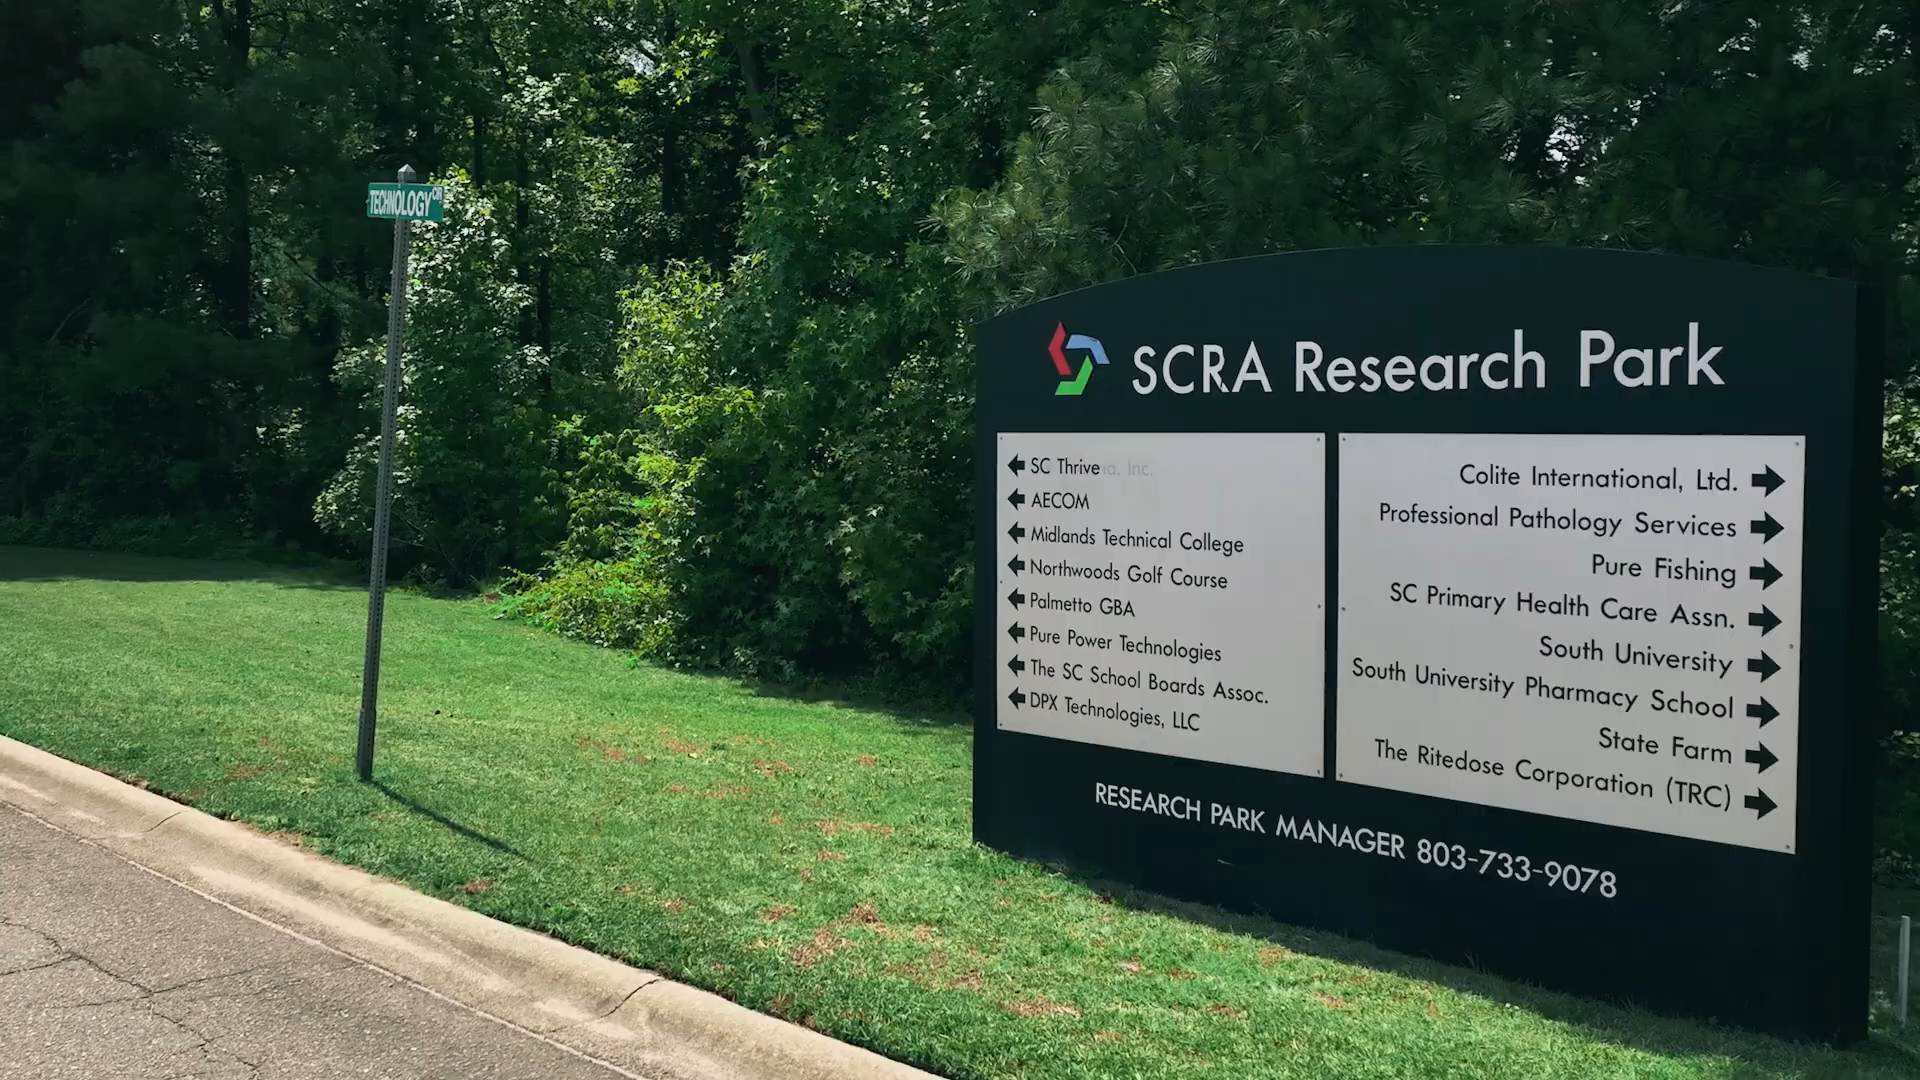 TECHNOLOGY CIR
SCRA Research Park
SC Thrive
AECOM
Midlands Technical College
Northwoods Golf Course
Palmetto GBA
Pure Power Technologies
The SC School Boards Assoc.
DPX Technologies, LLC
Colite International, Ltd.
Professional Pathology Services
Pure Fishing
SC Primary Health Care Assn.
South University
South University Pharmacy School
State Farm
The Ritedose Corporation (TRC)
RESEARCH PARK MANAGER 803-733-9078